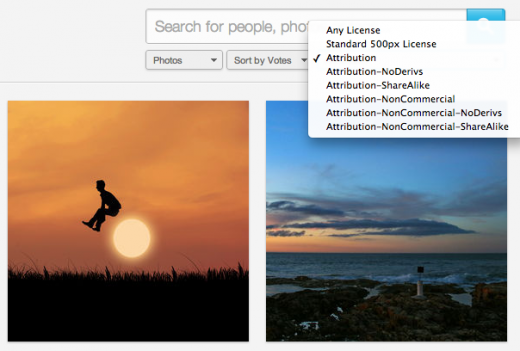 Search for people, pho
Photos
Sort by Votes
Any License
Standard 500px License
✓ Attribution
Attribution-NoDerivs
Attribution-ShareAlike
Attribution-NonCommercial
Attribution-NonCommercial-NoDerivs
Attribution-NonCommercial-ShareAlike